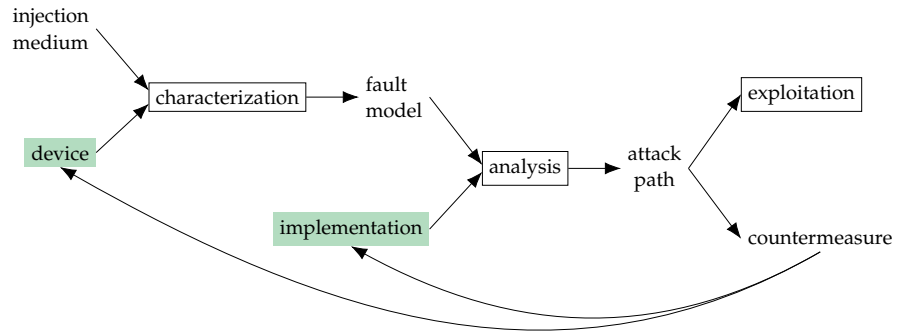 injection
medium
characterization
fault
model
exploitation
device
analysis
attack
path
implementation
countermeasure